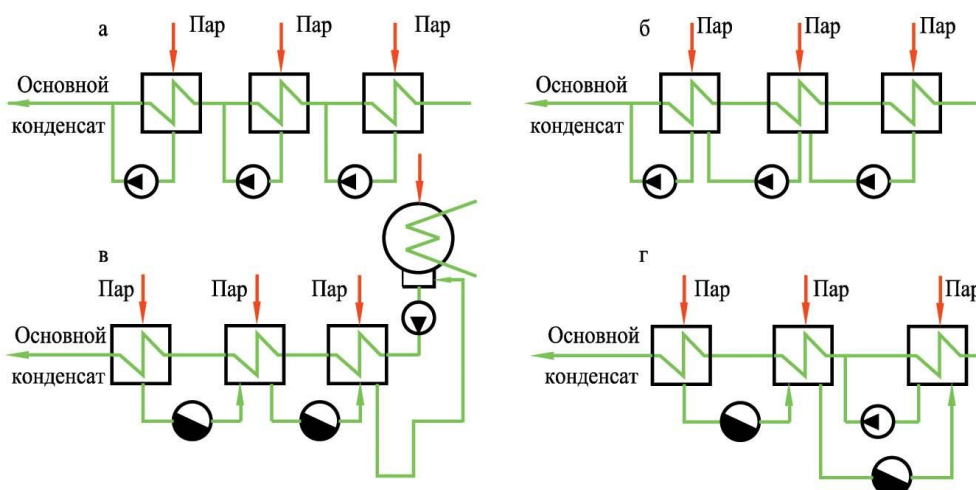 а
Пар
Пар
Пар
Основной
конденсат
б
Пар
Пар
Пар
Основной
конденсат
в
Пар
Пар
Пар
Основной
конденсат
г
Пар
Пар
Пар
Основной
конденсат